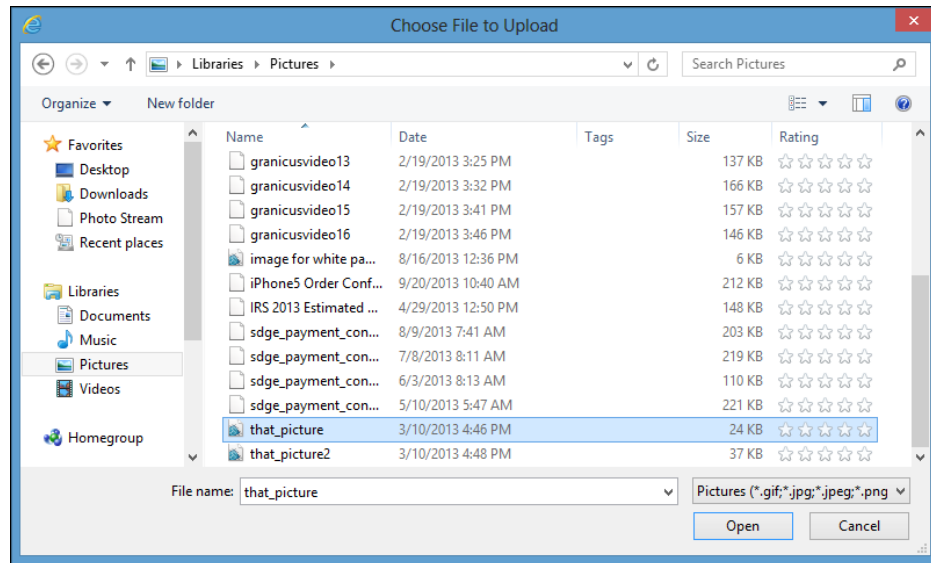 Choose File to Upload
Libraries Pictures
Search Pictures
Organize New folder
Favorites
Desktop
Downloads
Photo Stream
Recent places
Libraries
Documents
Music
Pictures
Videos
Homegroup
Name Date Tags Size Rating
granicusvideo13 2/19/2013 3:25 PM 137 KB
granicusvideo14 2/19/2013 3:32 PM 166 KB
granicusvideo15 2/19/2013 3:41 PM 157 KB
granicusvideo16 2/19/2013 3:46 PM 146 KB
image for white pa... 8/16/2013 12:36 PM 6 KB
iPhone5 Order Conf... 9/20/2013 10:40 AM 212 KB
IRS 2013 Estimated ... 4/29/2013 12:50 PM 148 KB
sdge_payment_con... 8/9/2013 7:41 AM 203 KB
sdge_payment_con... 7/8/2013 8:11 AM 219 KB
sdge_payment_con... 6/3/2013 8:13 AM 110 KB
sdge_payment_con... 5/10/2013 5:47 AM 221 KB
that_picture 3/10/2013 4:46 PM 24 KB
that_picture2 3/10/2013 4:48 PM 37 KB
File name: that_picture Pictures (*.gif;*.jpg;*.jpeg;*.png
Open Cancel